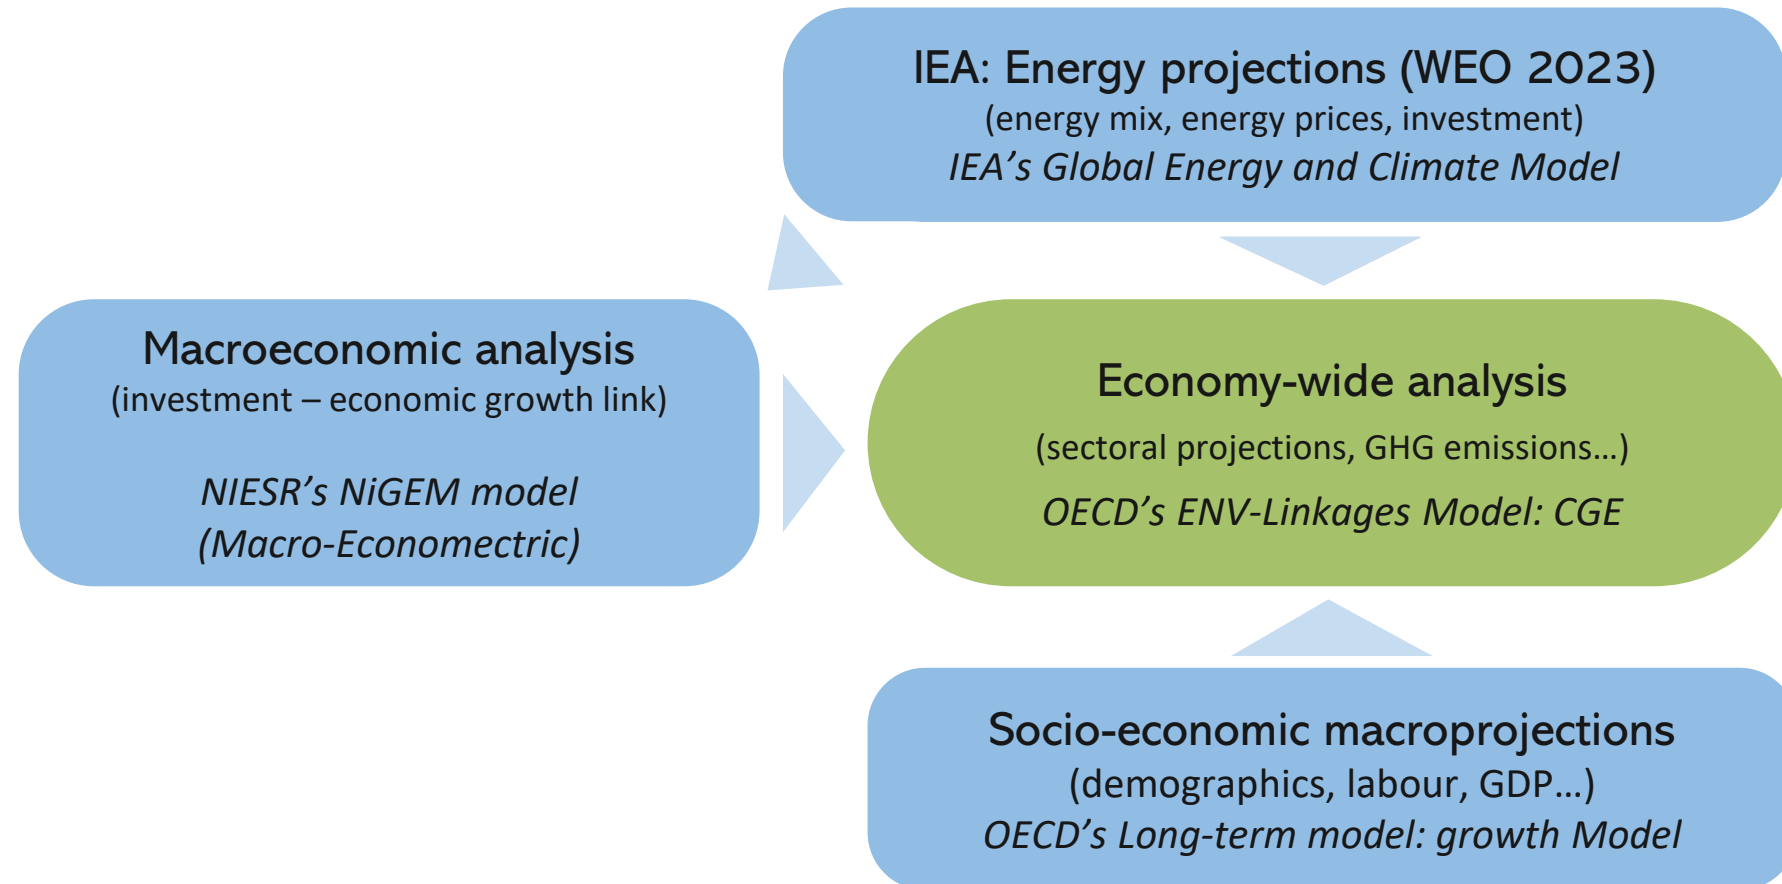 IEA: Energy projections (WEO 2023)
(energy mix, energy prices, investment)
IEA’s Global Energy and Climate Model
Macroeconomic analysis
(investment – economic growth link)
NIESR’s NiGEM model
(Macro-Economectric)
Economy-wide analysis
(sectoral projections, GHG emissions…)
OECD’s ENV-Linkages Model: CGE
Socio-economic macroprojections
(demographics, labour, GDP…)
OECD’s Long-term model: growth Model